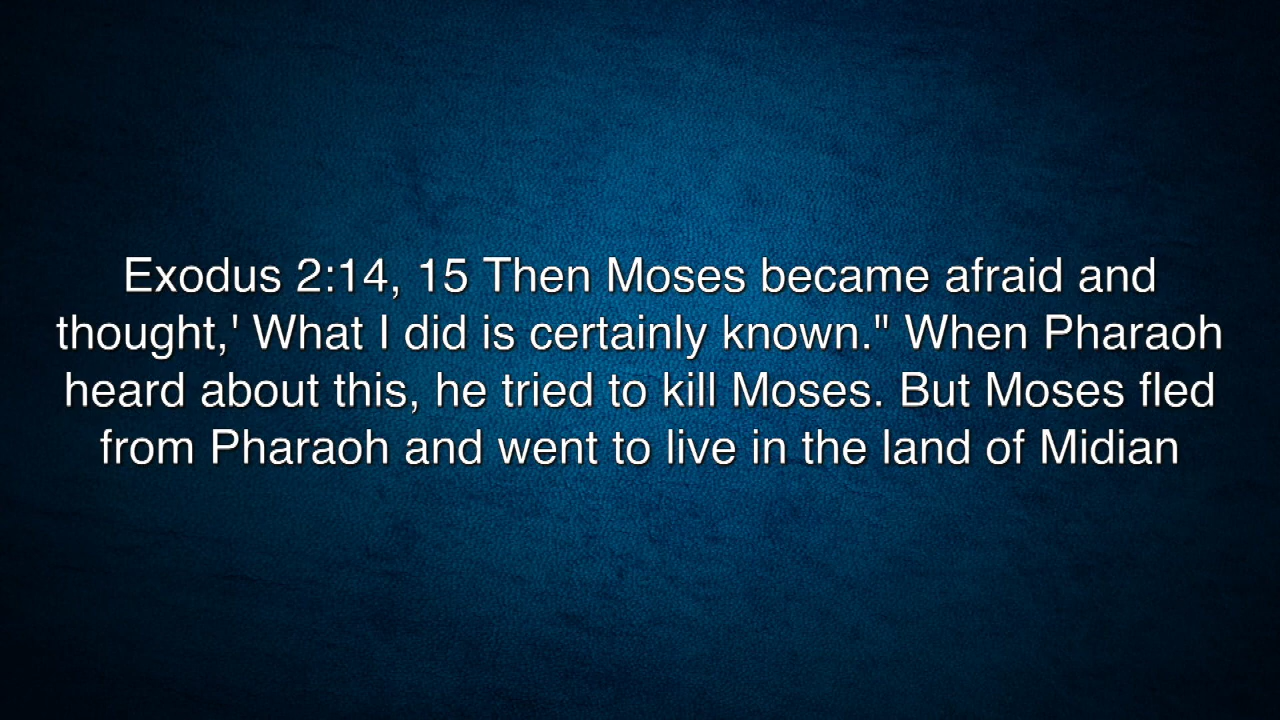 Exodus 2:14, 15 Then Moses became afraid and
thought,' What I did is certainly known." When Pharaoh
heard about this, he tried to kill Moses. But Moses fled
from Pharaoh and went to live in the land of Midian